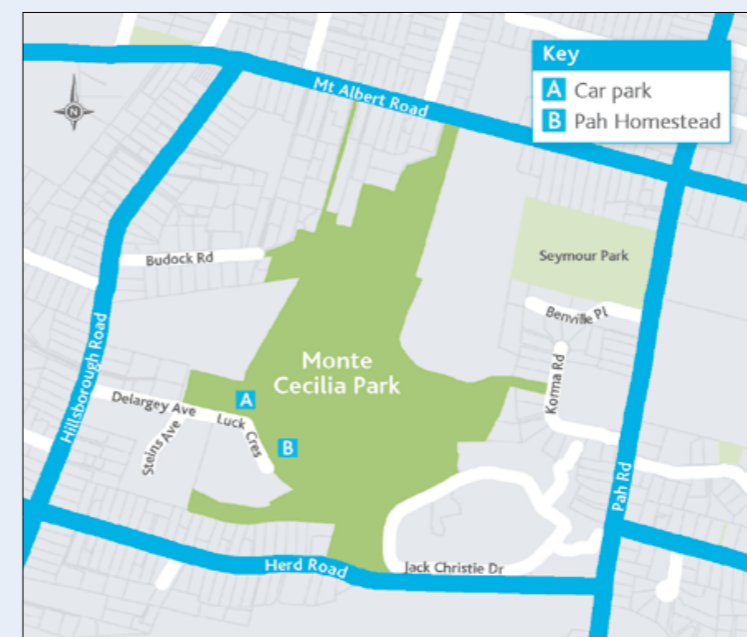 Key
A Car park
B Pah Homestead
N
Mt Albert Road
Budock Rd
Seymour Park
Benville Pl
Hillsborough Road
Monte
Cecilia Park
Korma Rd
Delargey Ave
A
Luck Cres
Steins Ave
B
Pah Rd
Herd Road
Jack Christie Dr